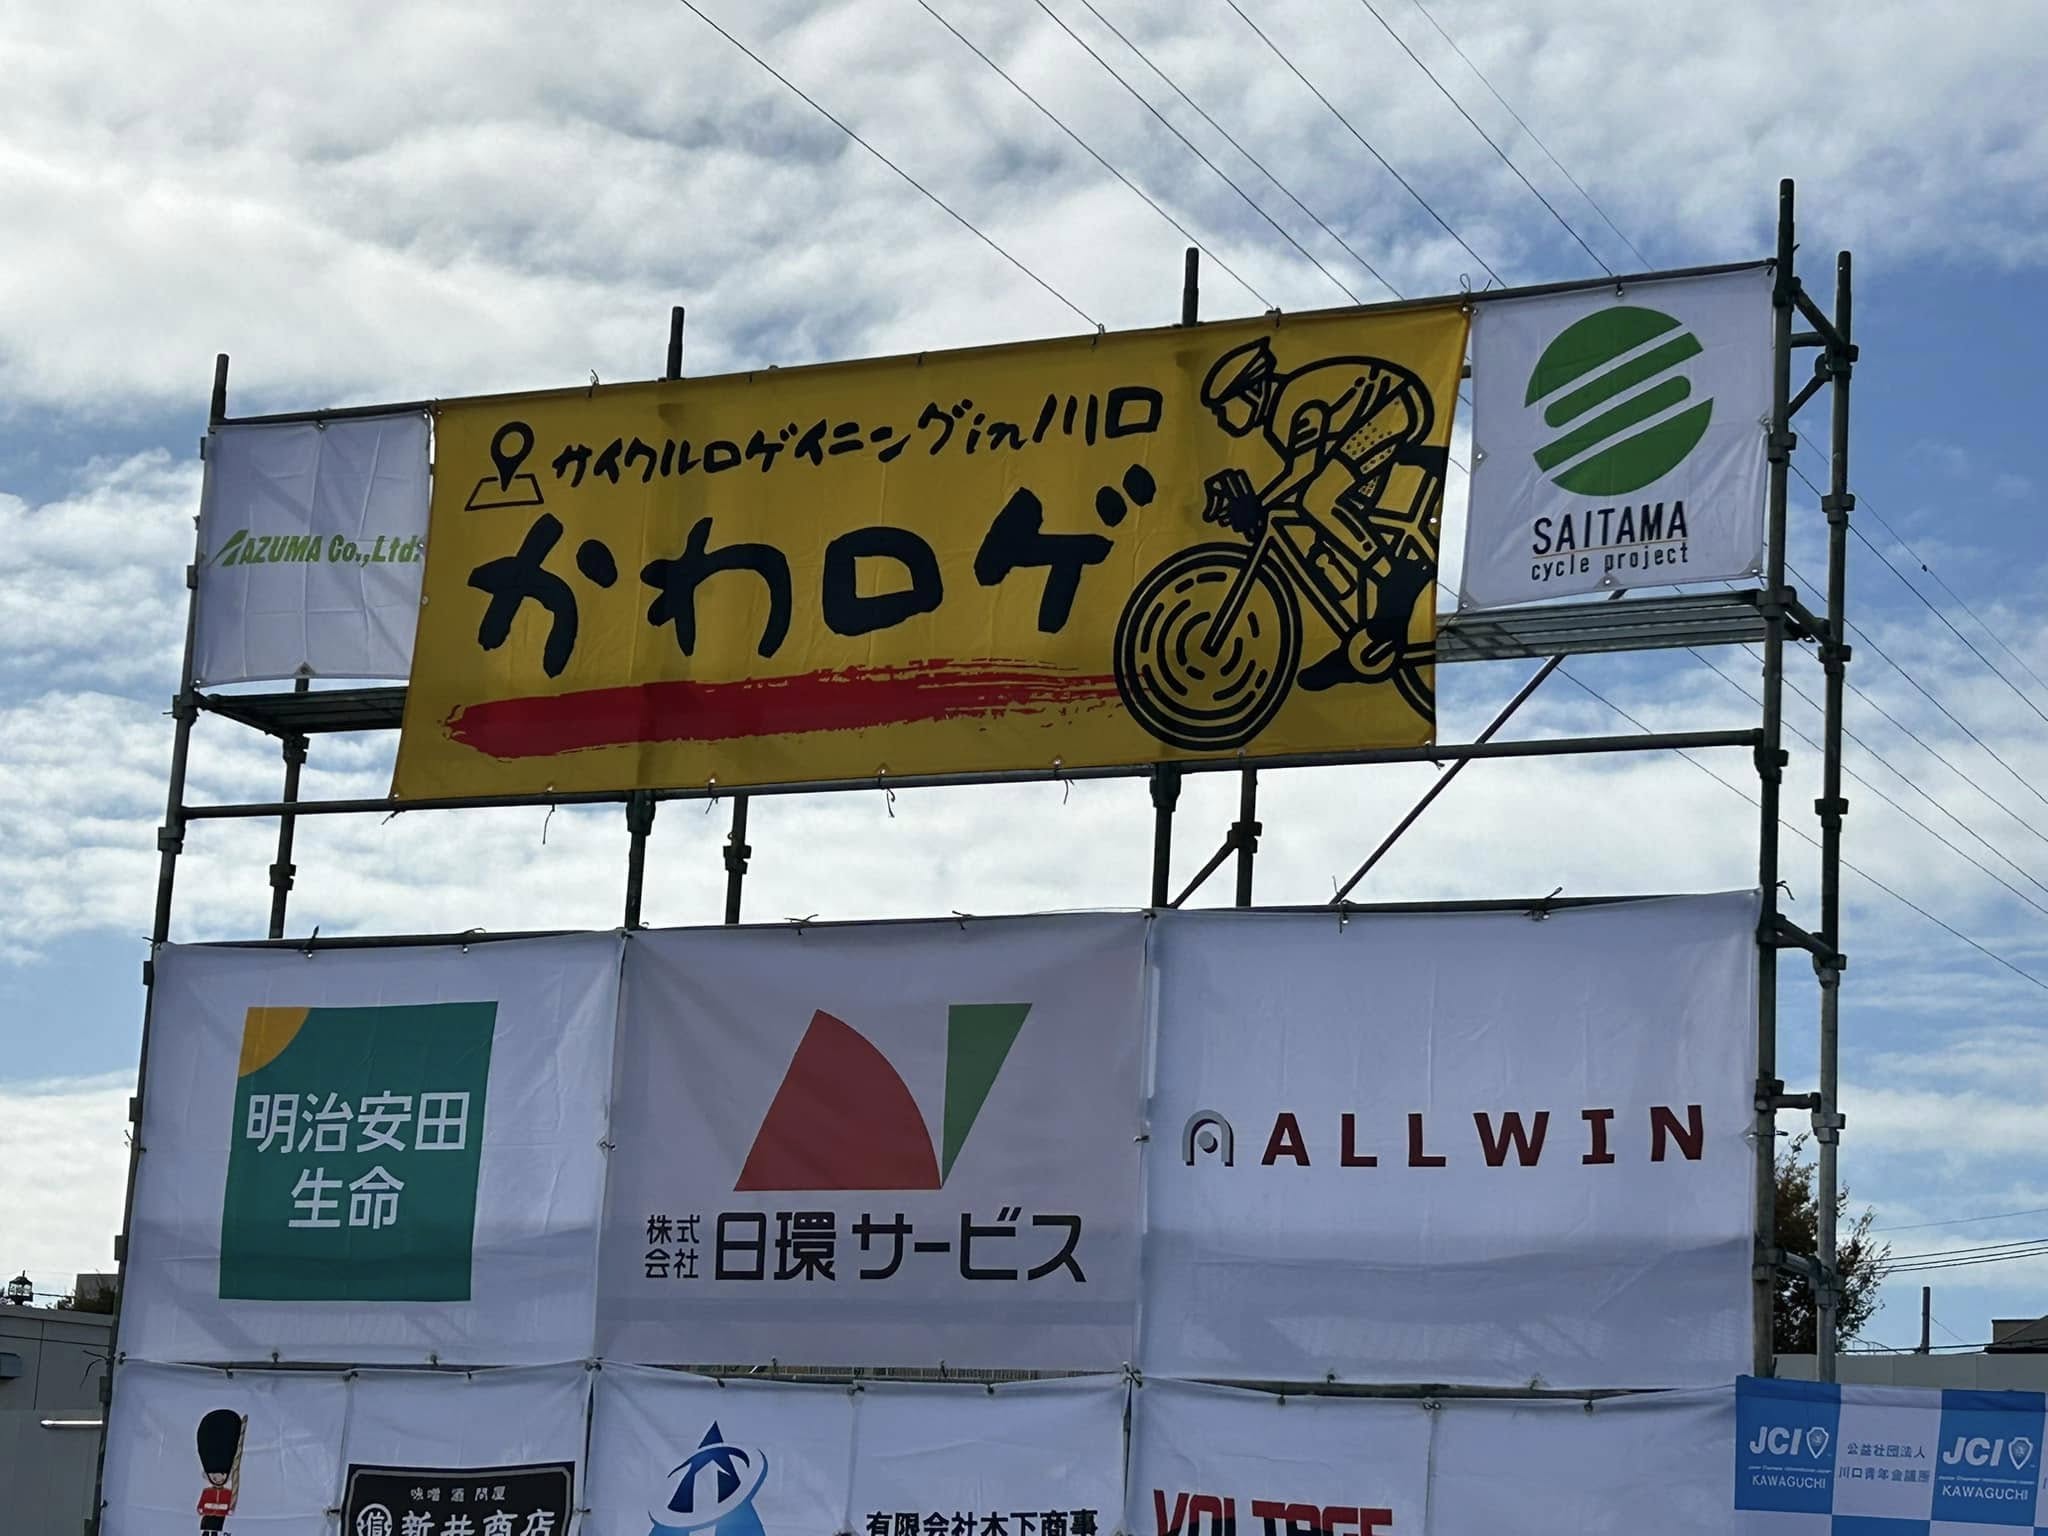 サイクルロゲイニングin川口
かわロゲ
AZUMA Co.,Ltd.
SAITAMA
cycle project
明治安田
生命
株式
会社
日環サービス
ALLWIN
味噌 酒 問屋
信 新井商店
有限会社木下商事
VOLTAGE
JCI
KAWAGUCHI
公益社団法人
川口青年会議所
JCI
KAWAGUCHI